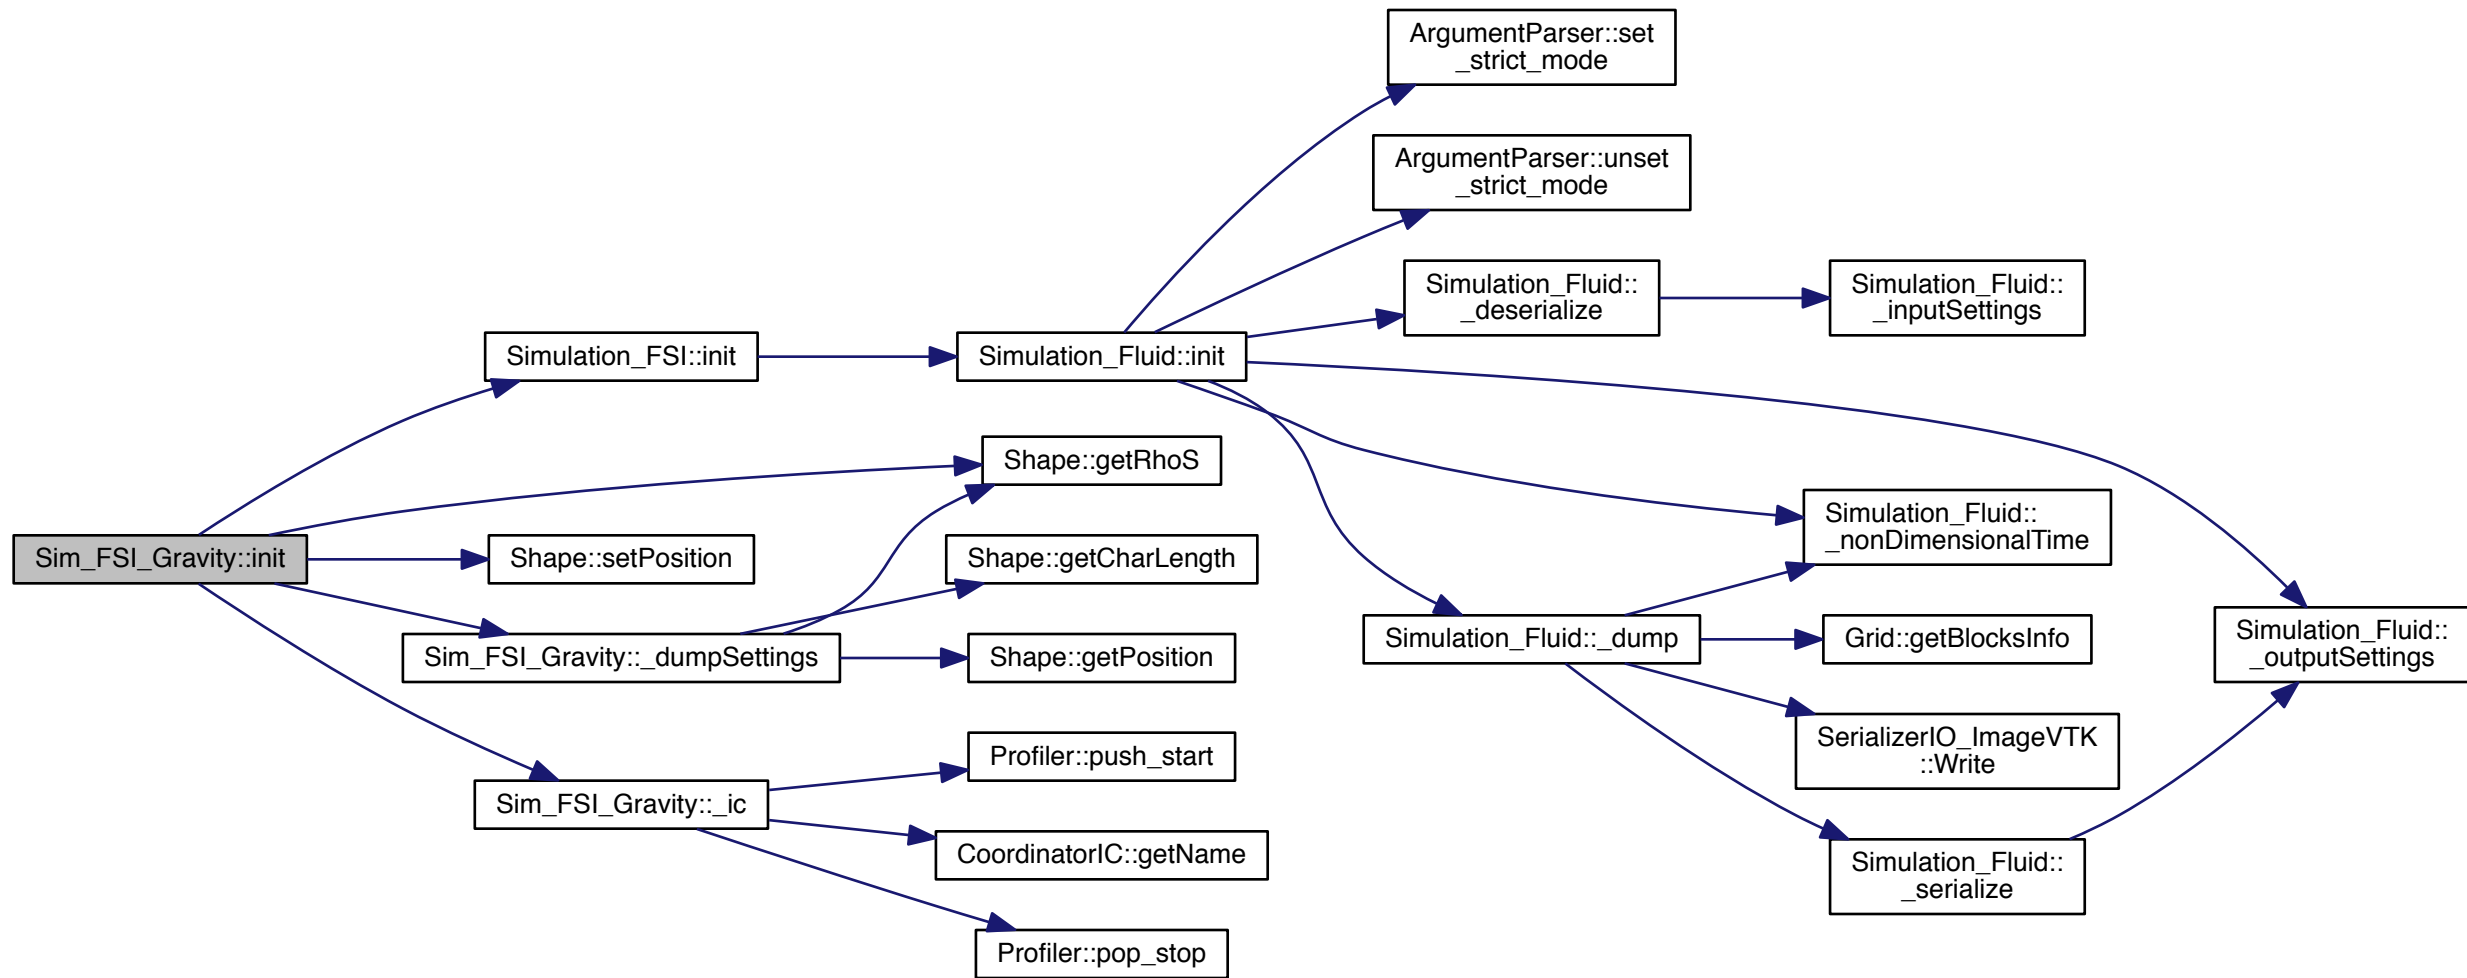 ArgumentParser::set
_strict_mode
ArgumentParser::unset
_strict_mode
Simulation_Fluid::
_deserialize
Simulation_Fluid::
_inputSettings
Simulation_FSI::init
Simulation_Fluid::init
Shape::getRhoS
Simulation_Fluid::
_nonDimensionalTime
Sim_FSI_Gravity::init
Shape::setPosition
Shape::getCharLength
Sim_FSI_Gravity::_dumpSettings
Shape::getPosition
Simulation_Fluid::_dump
Grid::getBlocksInfo
Simulation_Fluid::
_outputSettings
SerializerIO_ImageVTK
::Write
Profiler::push_start
Sim_FSI_Gravity::_ic
CoordinatorIC::getName
Simulation_Fluid::
_serialize
Profiler::pop_stop